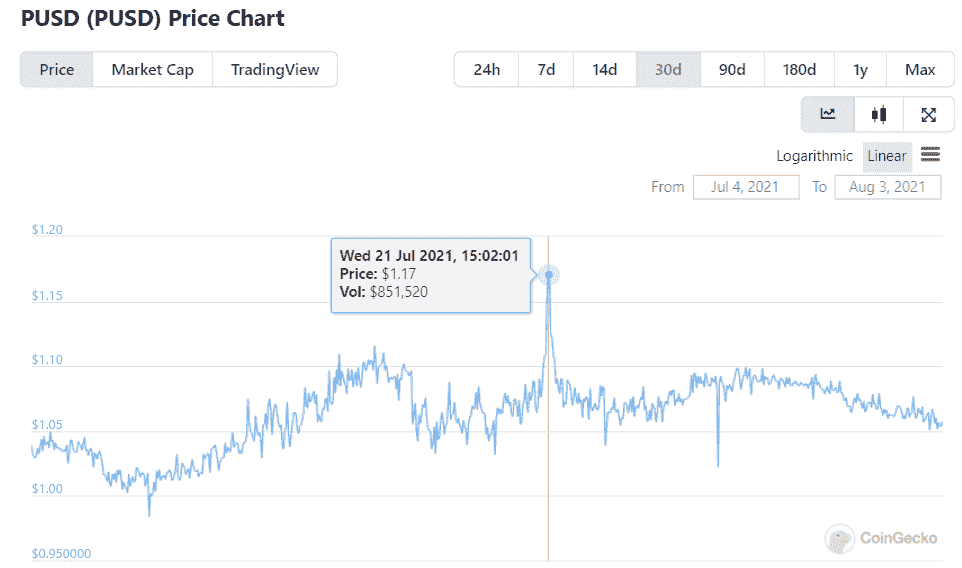 PUSD (PUSD) Price Chart
Price Market Cap TradingView 24h 7d 14d 30d 90d 180d 1y Max
Logarithmic Linear
From Jul 4, 2021 To Aug 3, 2021
$1.20
Wed 21 Jul 2021, 15:02:01
Price: $1.17
Vol: $851,520
$1.15
$1.10
$1.05
$1.00
CoinGecko
$0.950000